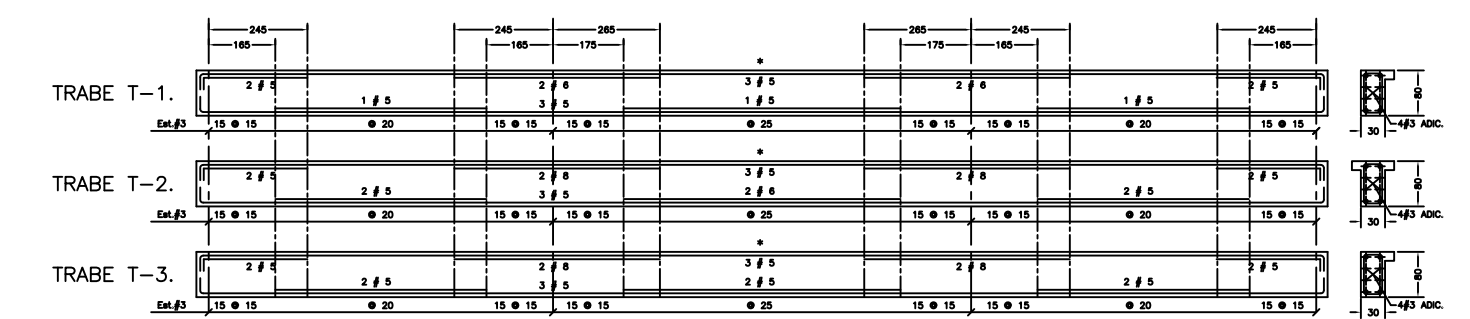 245 245 265 265 245 245
165 165 175 175 165 165
*
TRABE T-1.
2 # 5 2 # 6 3 # 5 2 # 6 2 # 5
1 # 5 3 # 5 1 # 5 1 # 5
Est.#3 15 @ 15 @ 20 15 @ 15 15 @ 15 @ 25 15 @ 15 15 @ 15 @ 20 15 @ 15
80
30
4#3 ADIC.
*
TRABE T-2.
2 # 5 2 # 8 3 # 5 2 # 8 2 # 5
2 # 5 3 # 5 2 # 6 2 # 5
Est.#3 15 @ 15 @ 20 15 @ 15 15 @ 15 @ 25 15 @ 15 15 @ 15 @ 20 15 @ 15
80
30
4#3 ADIC.
*
TRABE T-3.
2 # 5 2 # 8 3 # 5 2 # 8 2 # 5
2 # 5 3 # 5 2 # 5 2 # 5
Est.#3 15 @ 15 @ 20 15 @ 15 15 @ 15 @ 25 15 @ 15 15 @ 15 @ 20 15 @ 15
80
30
4#3 ADIC.